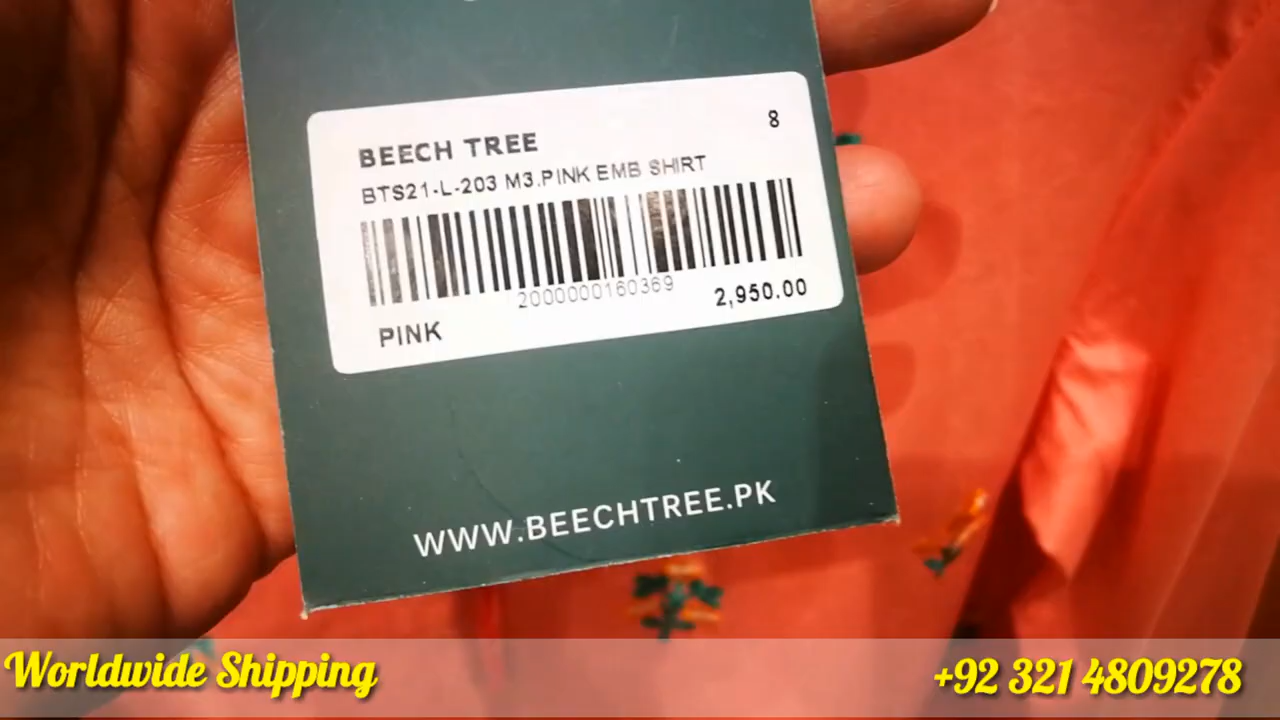 BEECH TREE
8
BTS21-L-203 M3.PINK EMB SHIRT
2000000160369
2,950.00
PINK
WWW.BEECHTREE.PK
Worldwide Shipping
+92 321 4809278